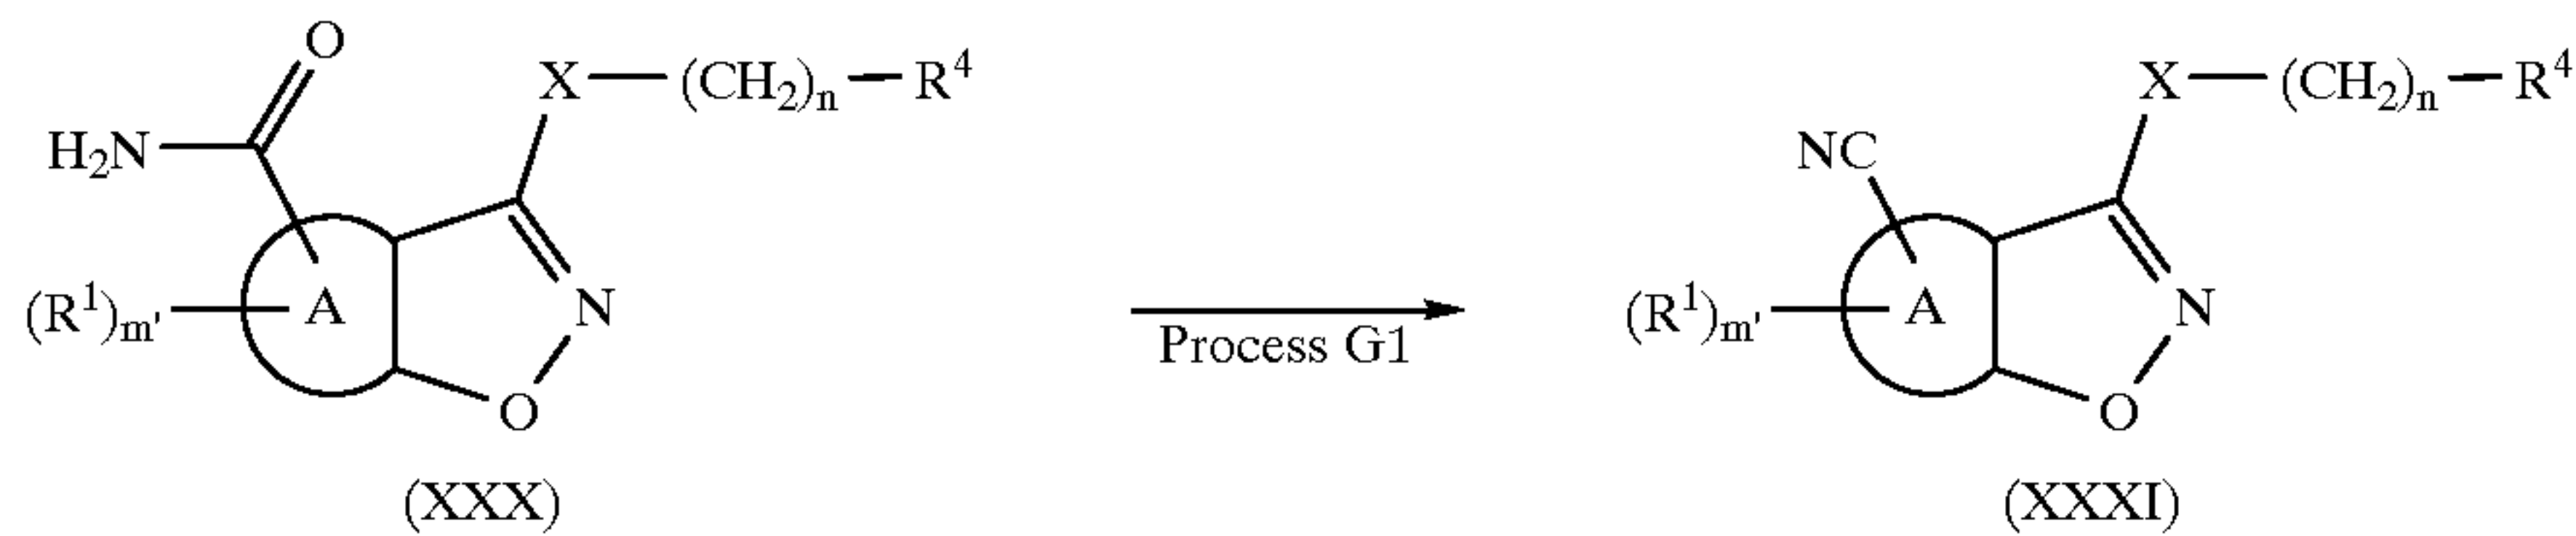 O
X—(CH₂)ₙ—R⁴ X—(CH₂)ₙ—R⁴
H₂N NC
(R¹)ₘ' A N (R¹)ₘ' A N
Process G1
O O
(XXX) (XXXI)